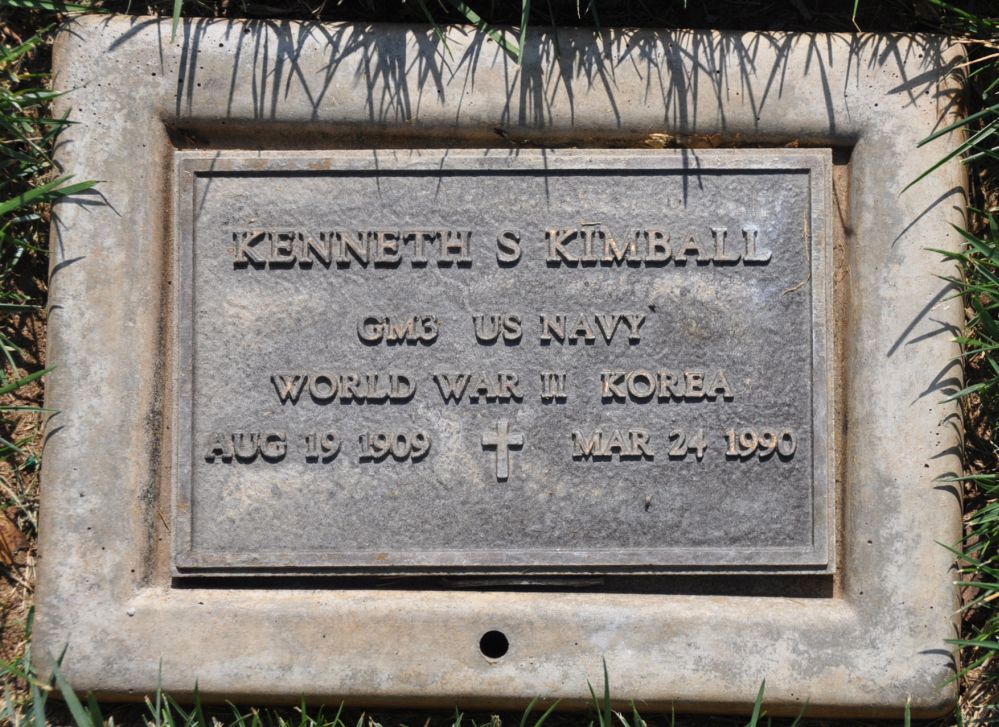 KENNETH S KIMBALL
GM3 US NAVY
WORLD WAR II KOREA
AUG 19 1909 MAR 24 1990